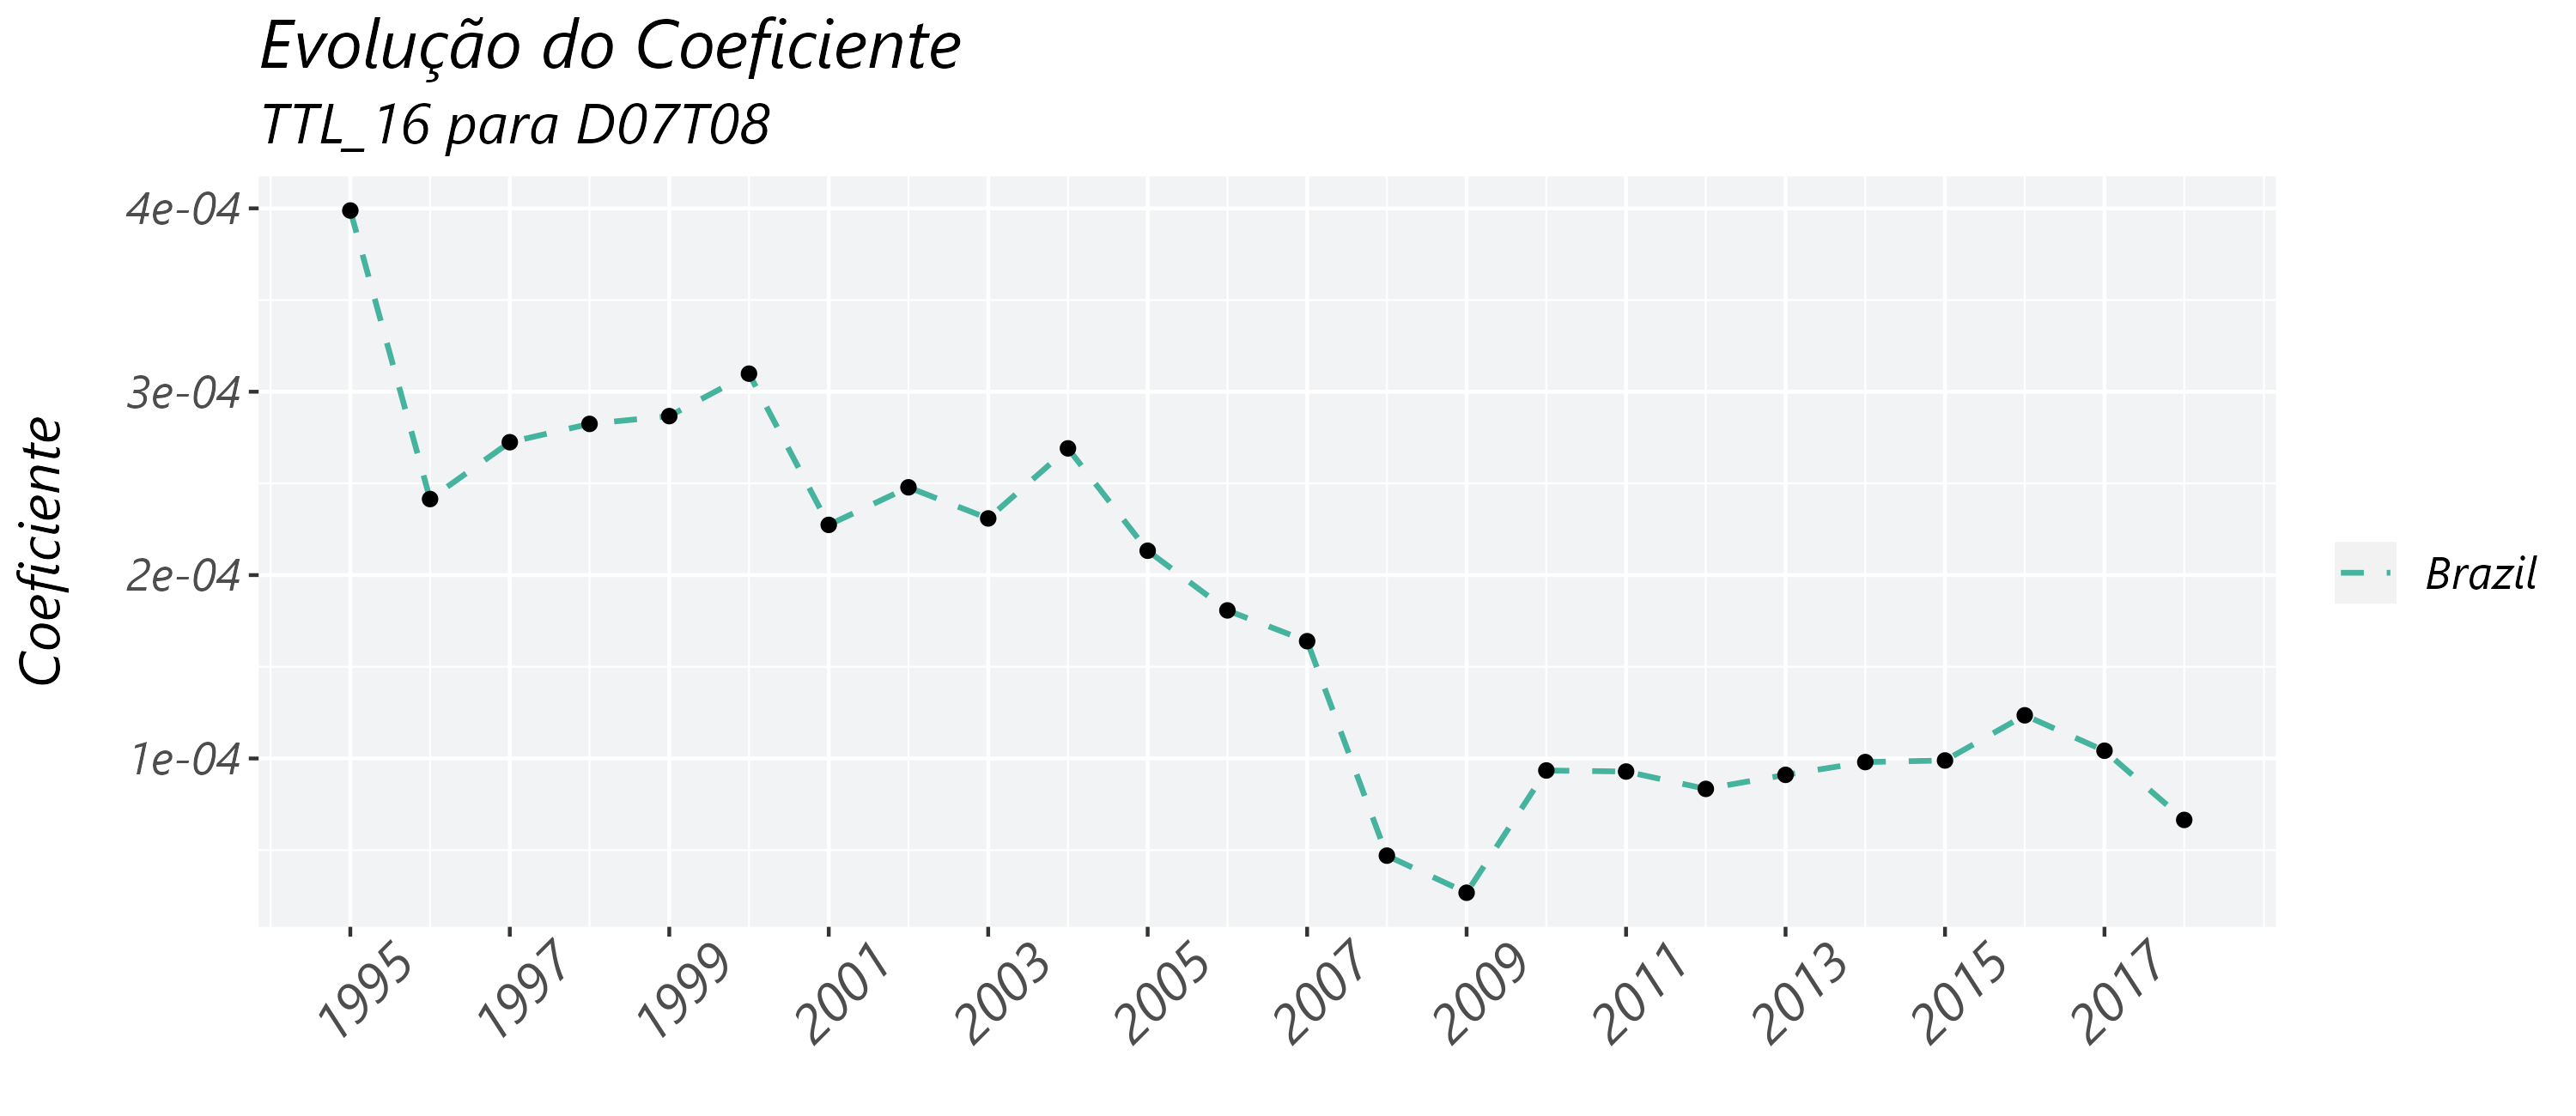 Evolução do Coeficiente
TTL_16 para D07T08
Coeficiente
4e-04
3e-04
2e-04
1e-04
1995
1997
1999
2001
2003
2005
2007
2009
2011
2013
2015
2017
Brazil